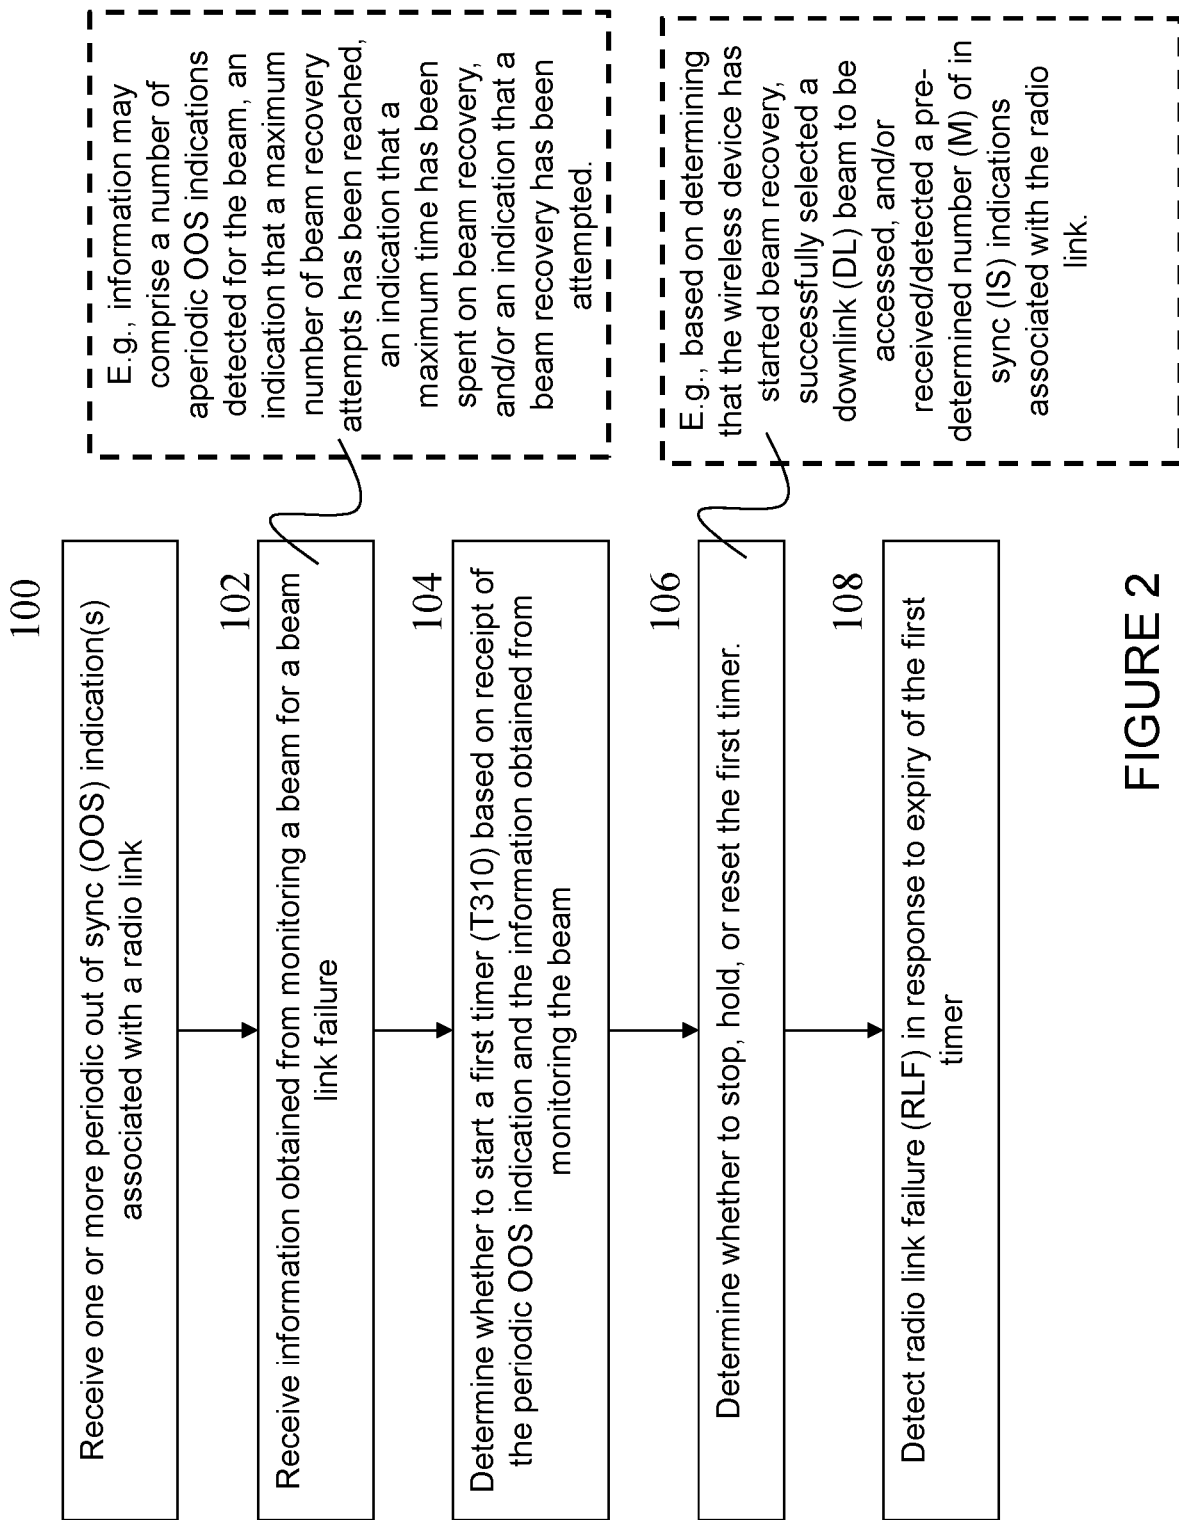 100
Receive one or more periodic out of sync (OOS) indication(s)
associated with a radio link
102
Receive information obtained from monitoring a beam for a beam
link failure
E.g., information may
comprise a number of
aperiodic OOS indications
detected for the beam, an
indication that a maximum
number of beam recovery
attempts has been reached,
an indication that a
maximum time has been
spent on beam recovery,
and/or an indication that a
beam recovery has been
attempted.
104
Determine whether to start a first timer (T310) based on receipt of
the periodic OOS indication and the information obtained from
monitoring the beam
106
Determine whether to stop, hold, or reset the first timer.
E.g., based on determining
that the wireless device has
started beam recovery,
successfully selected a
downlink (DL) beam to be
accessed, and/or
received/detected a pre-
determined number (M) of in
sync (IS) indications
associated with the radio
link.
108
Detect radio link failure (RLF) in response to expiry of the first
timer
FIGURE 2